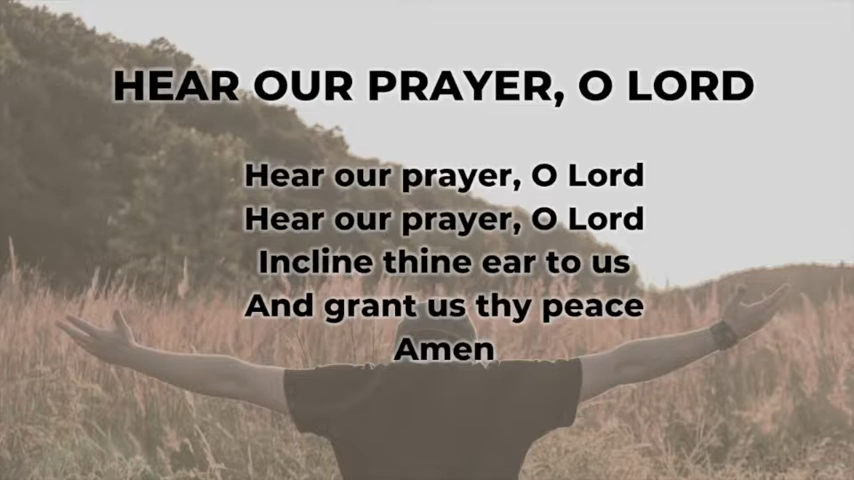 HEAR OUR PRAYER, O LORD
Hear our prayer, O Lord
Hear our prayer, O Lord
Incline thine ear to us
And grant us thy peace
Amen